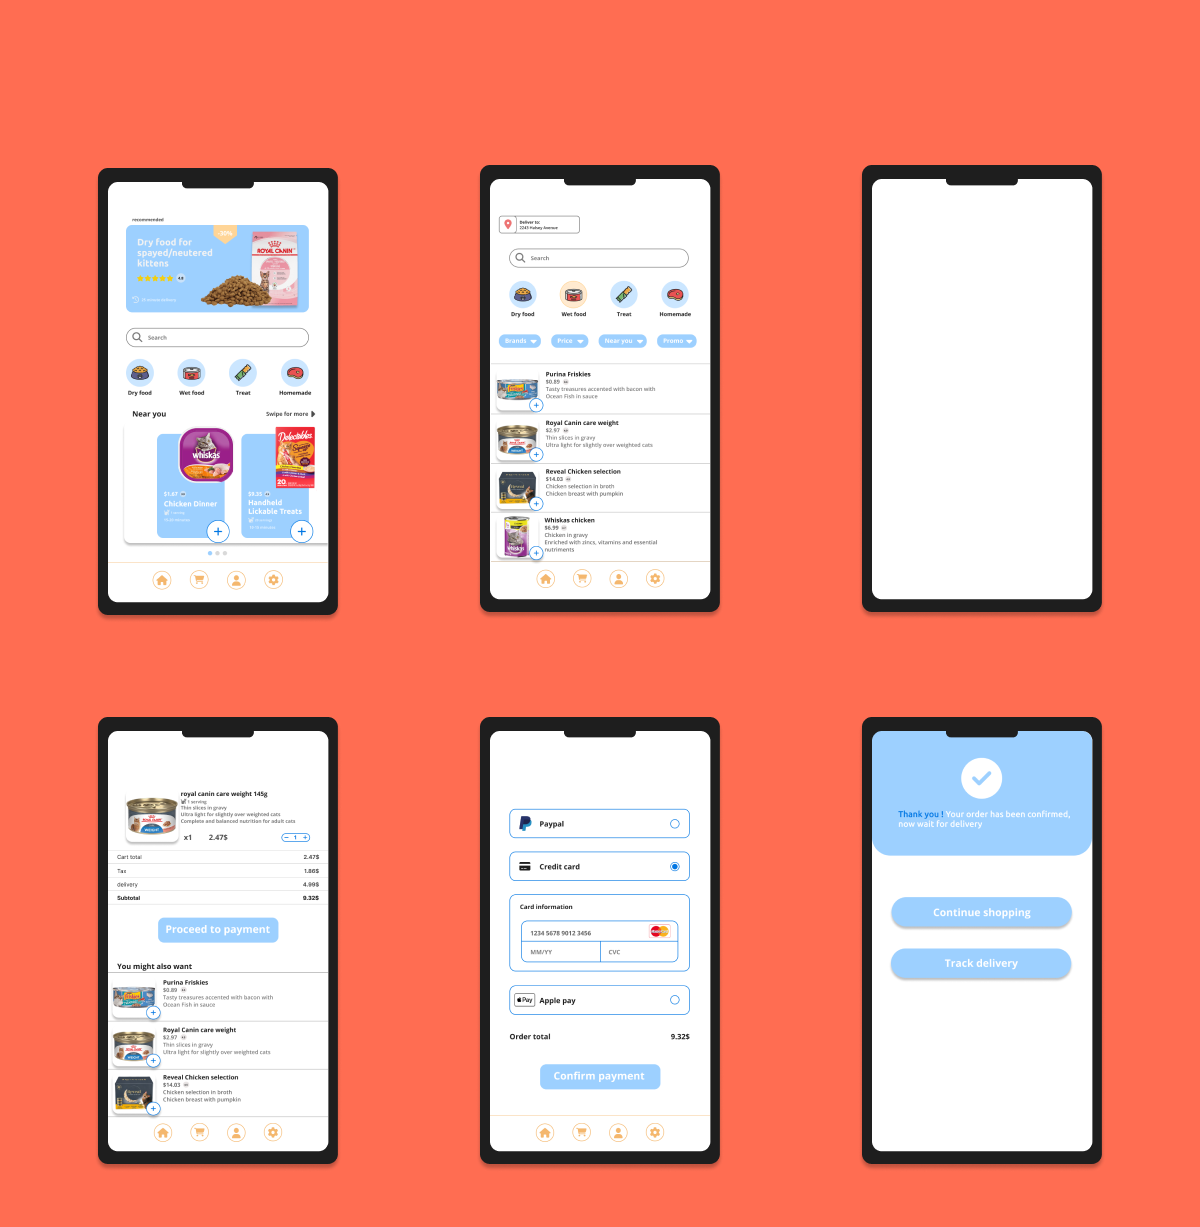 recommended
-20%
Dry food for
spayed/neutered
kittens
4.8
ROYAL CANIN
Search
Dry food
Wet food
Treat
Homemade
Near you
Swipe for more
whiskas
Delectables
20
$1.87
Chicken Dinner
1 serving
$9.25
Handheld
Lickable Treats
Deliver to:
2243 Halsey Avenue
Search
Dry food
Wet food
Treat
Homemade
Brands
Price
Near you
Promo
Purina Friskies
$0.89
Tasty treasures accented with bacon with
Ocean Fish in sauce
Royal Canin care weight
$2.97
Thin slices in gravy
Ultra light for slightly over weighted cats
Reveal Chicken selection
$14.03
Chicken selection in broth
Chicken breast with pumpkin
Whiskas chicken
$6.99
Chicken in gravy
Enriched with zincs, vitamins and essential
nutriments
royal canin care weight 145g
1 serving
Thin slices in gravy
Ultra light for slightly over weighted cats
Complete and balanced nutrition for adult cats
x1 2.47$ − 1 +
Cart total 2.47$
Tax 1.86$
delivery 4.99$
Subtotal 9.32$
Proceed to payment
You might also want
Purina Friskies
$0.89
Tasty treasures accented with bacon with
Ocean Fish in sauce
Royal Canin care weight
$2.97
Thin slices in gravy
Ultra light for slightly over weighted cats
Reveal Chicken selection
$14.03
Chicken selection in broth
Chicken breast with pumpkin
Paypal
Credit card
Card information
1234 5678 9012 3456
MasterCard
MM/YY CVC
Pay
Apple pay
Order total 9.32$
Confirm payment
Thank you ! Your order has been confirmed,
now wait for delivery
Continue shopping
Track delivery